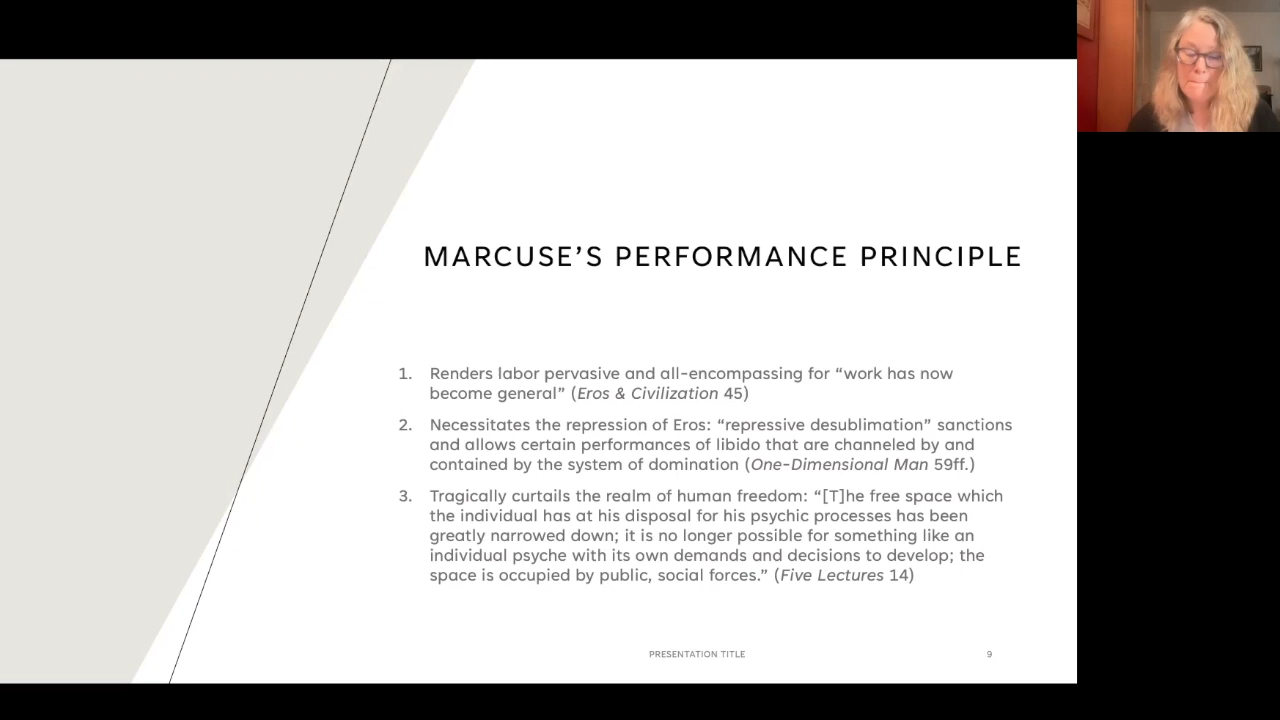 MARCUSE’S PERFORMANCE PRINCIPLE
1. Renders labor pervasive and all-encompassing for “work has now
become general” (Eros & Civilization 45)
2. Necessitates the repression of Eros: “repressive desublimation” sanctions
and allows certain performances of libido that are channeled by and
contained by the system of domination (One-Dimensional Man 59ff.)
3. Tragically curtails the realm of human freedom: “[T]he free space which
the individual has at his disposal for his psychic processes has been
greatly narrowed down; it is no longer possible for something like an
individual psyche with its own demands and decisions to develop; the
space is occupied by public, social forces.” (Five Lectures 14)
PRESENTATION TITLE
9